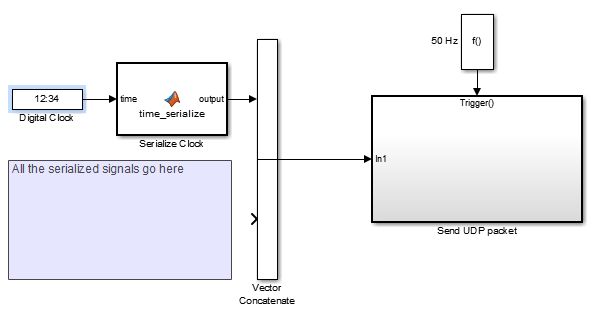 50 Hz
f()
12:34
time
output
time_serialize
Trigger()
Digital Clock
Serialize Clock
All the serialized signals go here
In1
Send UDP packet
Vector
Concatenate